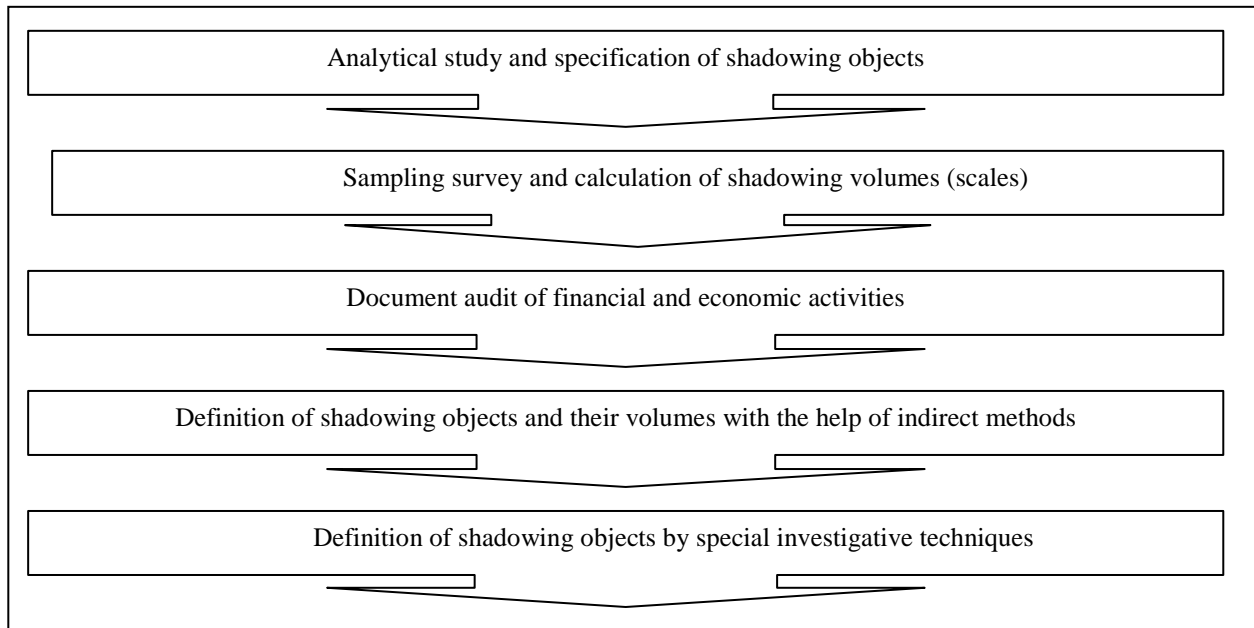 Analytical study and specification of shadowing objects
Sampling survey and calculation of shadowing volumes (scales)
Document audit of financial and economic activities
Definition of shadowing objects and their volumes with the help of indirect methods
Definition of shadowing objects by special investigative techniques